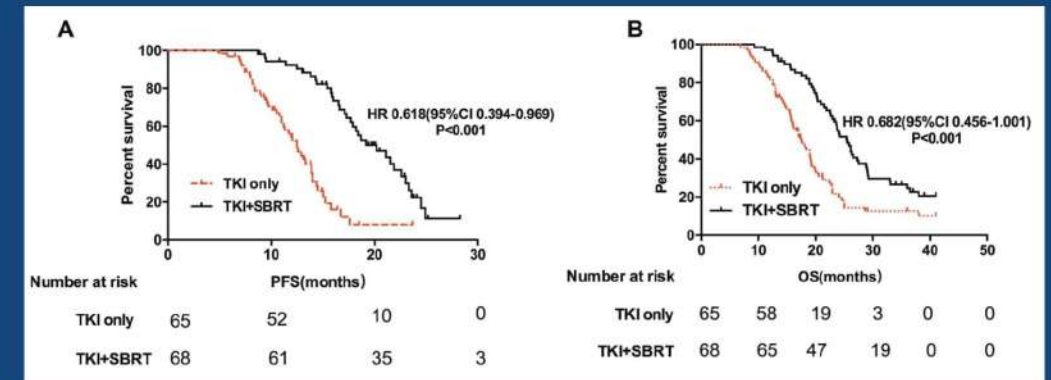 A
100
80
60
40
20
0
Percent survival
HR 0.618(95%CI 0.394-0.969)
P<0.001
TKI only
TKI+SBRT
0 10 20 30
PFS(months)
Number at risk
TKI only 65 52 10 0
TKI+SBRT 68 61 35 3
B
100
80
60
40
20
0
Percent survival
HR 0.682(95%CI 0.456-1.001)
P<0.001
TKI only
TKI+SBRT
0 10 20 30 40 50
OS(months)
Number at risk
TKI only 65 58 19 3 0 0
TKI+SBRT 68 65 47 19 0 0